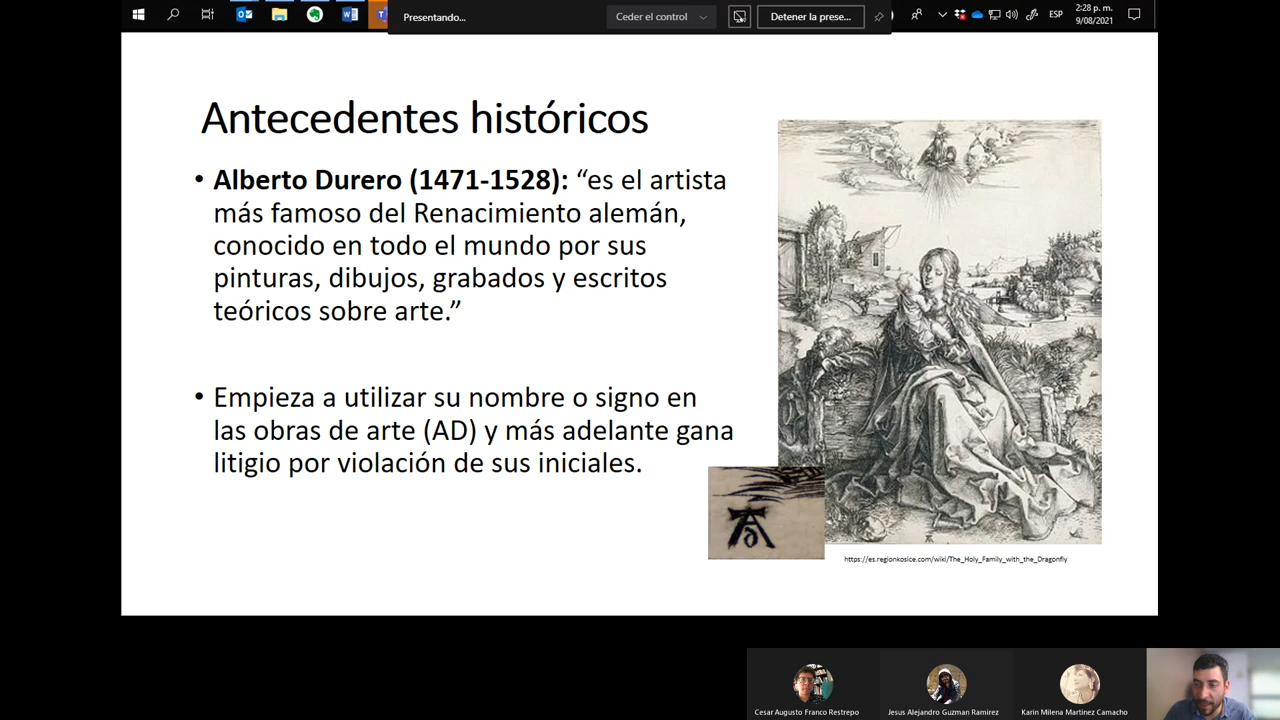 Presentando...
Ceder el control
Detener la prese...
ESP
2:28 p. m.
9/08/2021
Antecedentes históricos
• Alberto Durero (1471-1528): “es el artista
más famoso del Renacimiento alemán,
conocido en todo el mundo por sus
pinturas, dibujos, grabados y escritos
teóricos sobre arte.”
• Empieza a utilizar su nombre o signo en
las obras de arte (AD) y más adelante gana
litigio por violación de sus iniciales.
https://es.regionkosice.com/wiki/The_Holy_Family_with_the_Dragonfly
Cesar Augusto Franco Restrepo
Jesus Alejandro Guzman Ramirez
Karin Milena Martinez Camacho